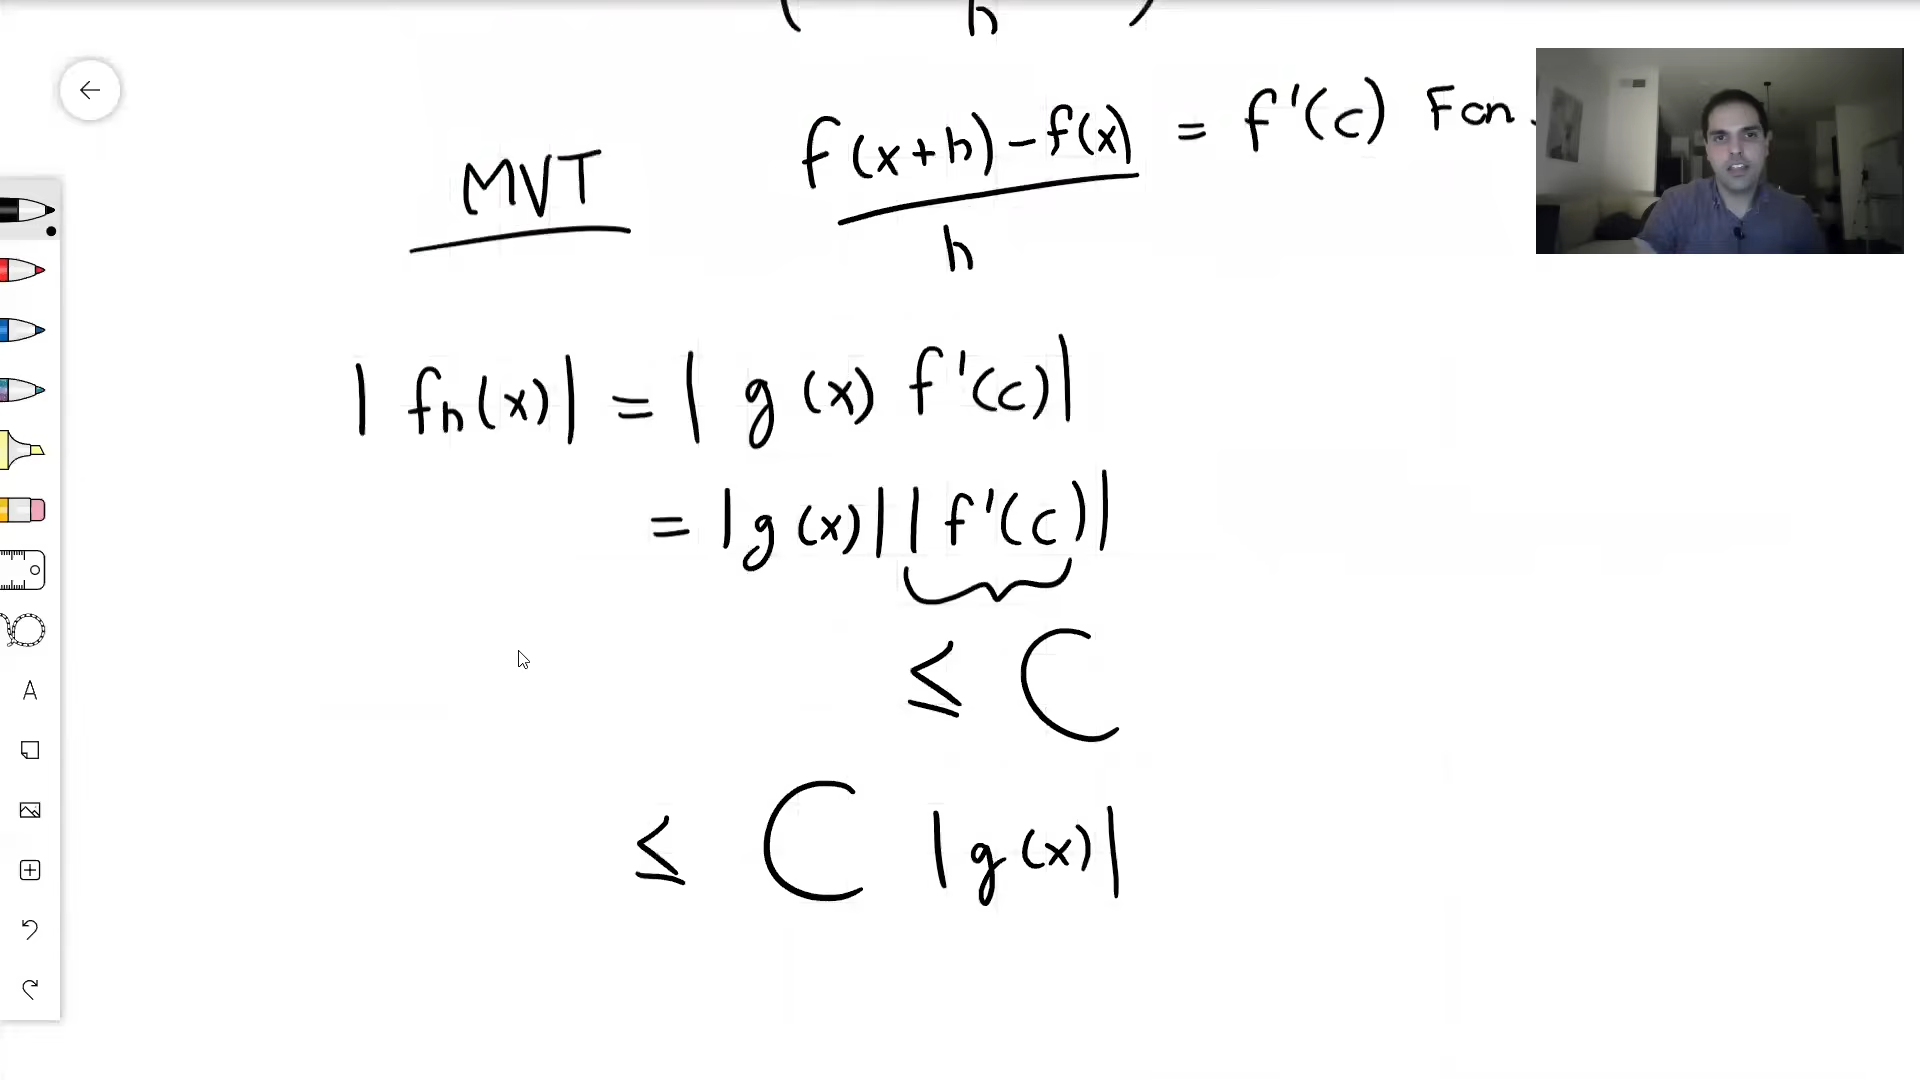 h
MVT
f(x+h)-f(x) / h = f'(c) For
|fh(x)| = |g(x) f'(c)|
= |g(x)| |f'(c)|
≤ C
≤ C |g(x)|
A